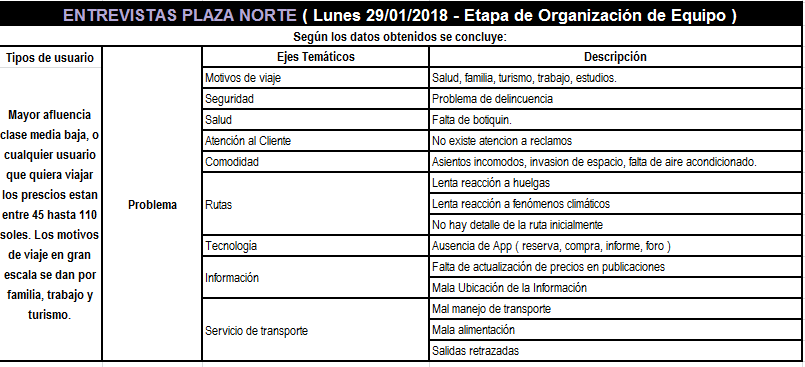 ENTREVISTAS PLAZA NORTE ( Lunes 29/01/2018 - Etapa de Organización de Equipo )
Según los datos obtenidos se concluye:
Tipos de usuario
Ejes Temáticos
Descripción
Mayor afluencia
clase media baja, o
cualquier usuario
que quiera viajar
los prescios estan
entre 45 hasta 110
soles. Los motivos
de viaje en gran
escala se dan por
familia, trabajo y
turismo.
Problema
Motivos de viaje
Salud, familia, turismo, trabajo, estudios.
Seguridad
Problema de delincuencia
Salud
Falta de botiquin.
Atención al Cliente
No existe atencion a reclamos
Comodidad
Asientos incomodos, invasion de espacio, falta de aire acondicionado.
Rutas
Lenta reacción a huelgas
Lenta reacción a fenómenos climáticos
No hay detalle de la ruta inicialmente
Tecnología
Ausencia de App ( reserva, compra, informe, foro )
Información
Falta de actualización de precios en publicaciones
Mala Ubicación de la Información
Servicio de transporte
Mal manejo de transporte
Mala alimentación
Salidas retrazadas